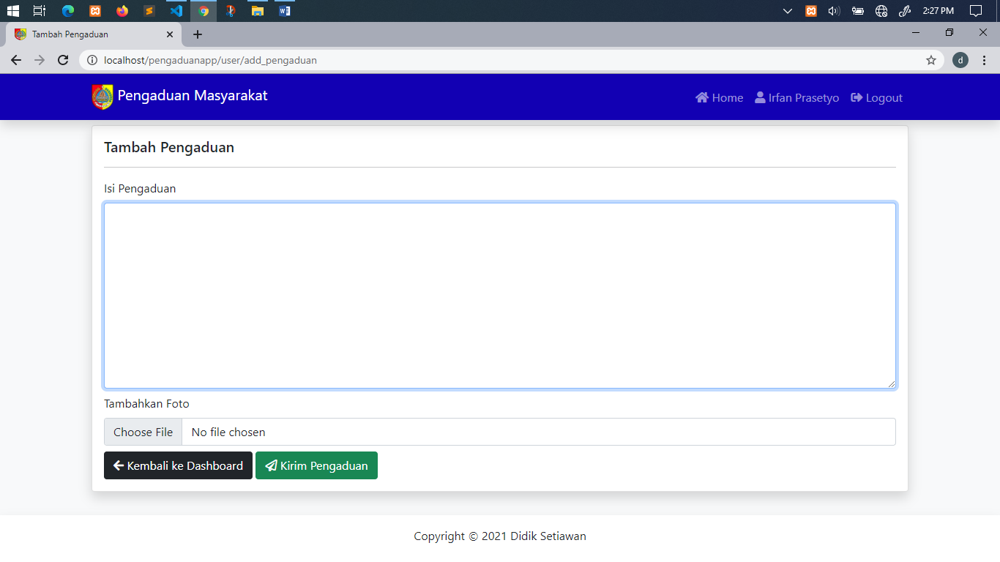 2:27 PM
Tambah Pengaduan
localhost/pengaduanapp/user/add_pengaduan
d
Pengaduan Masyarakat
Home
Irfan Prasetyo
Logout
Tambah Pengaduan
Isi Pengaduan
Tambahkan Foto
Choose File No file chosen
Kembali ke Dashboard
Kirim Pengaduan
Copyright © 2021 Didik Setiawan